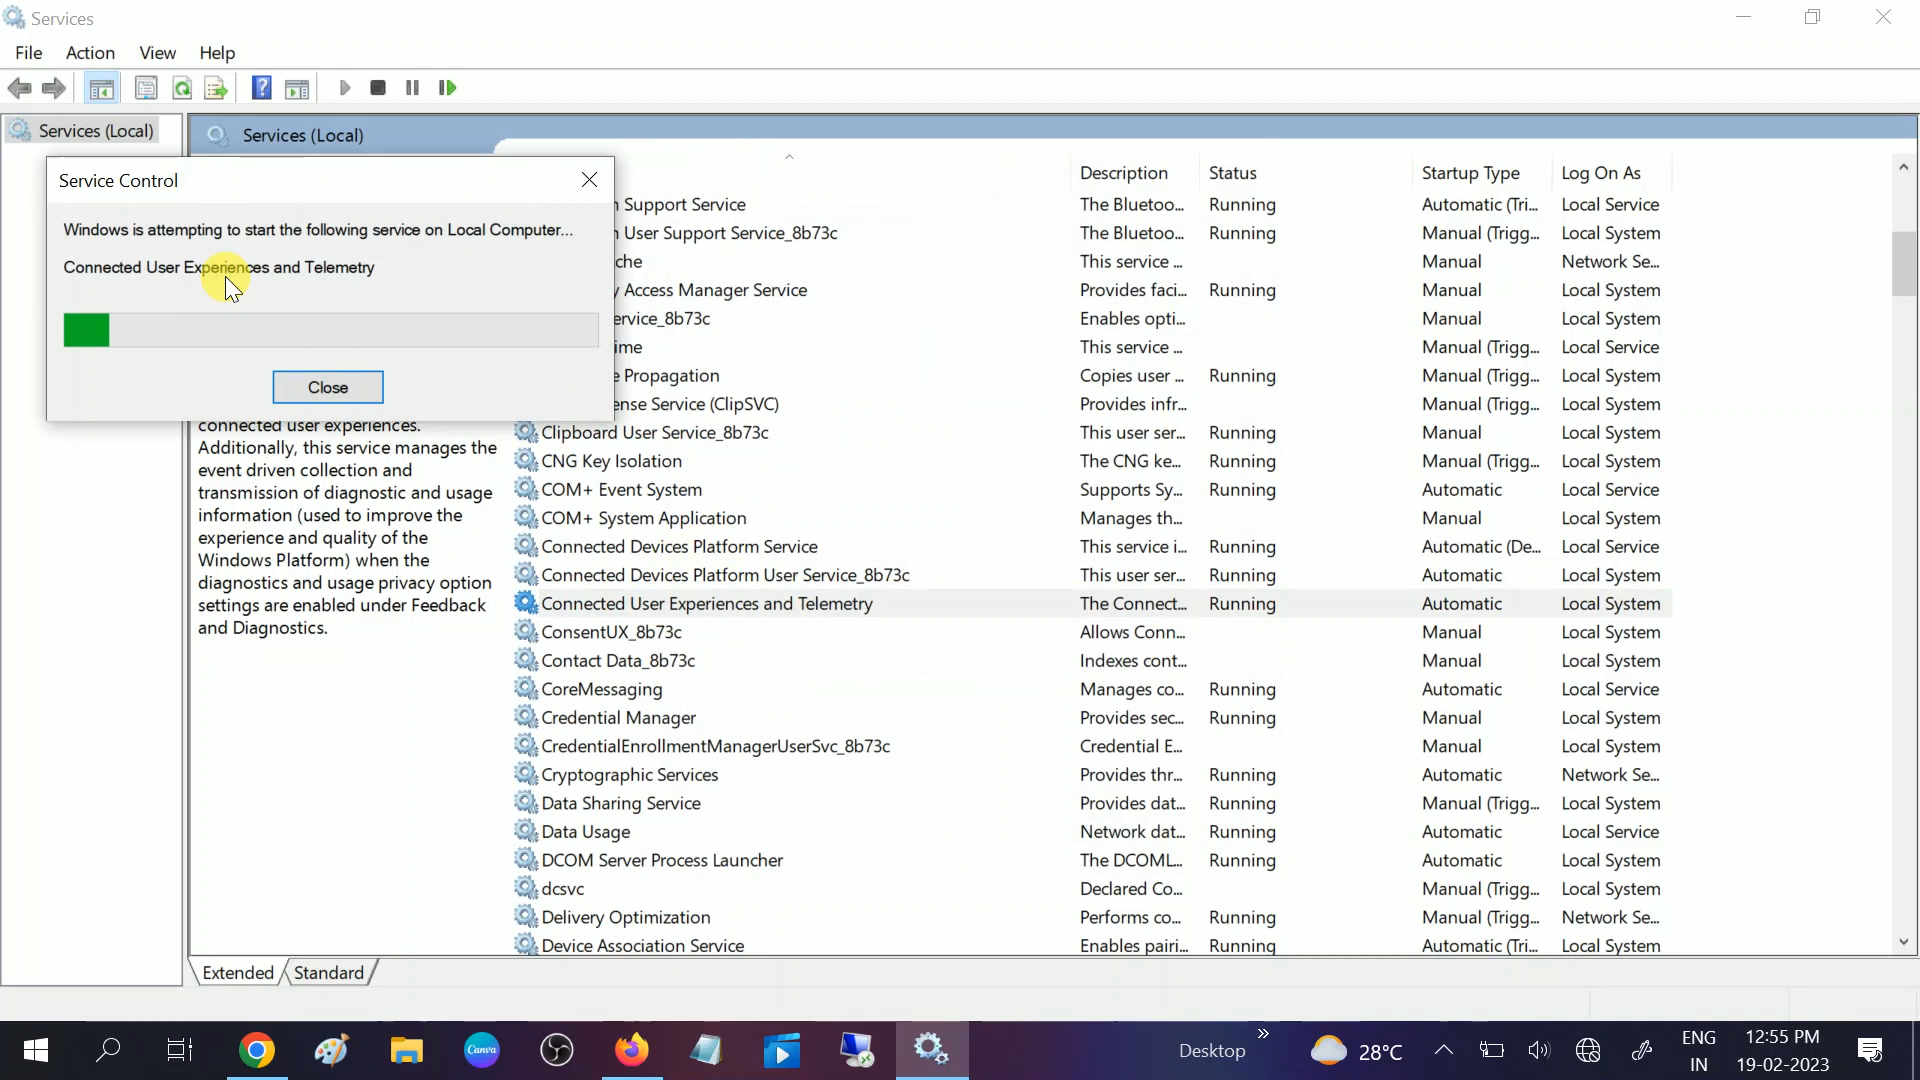 Services
File Action View Help
Services (Local)
Services (Local)
Service Control
Windows is attempting to start the following service on Local Computer...
Connected User Experiences and Telemetry
Close
connected user experiences.
Additionally, this service manages the
event driven collection and
transmission of diagnostic and usage
information (used to improve the
experience and quality of the
Windows Platform) when the
diagnostics and usage privacy option
settings are enabled under Feedback
and Diagnostics.
Description Status Startup Type Log On As
Support Service The Bluetoo... Running Automatic (Tri... Local Service
User Support Service_8b73c The Bluetoo... Running Manual (Trigg... Local System
che This service ... Manual Network Se...
y Access Manager Service Provides faci... Running Manual Local System
ervice_8b73c Enables opti... Manual Local System
ime This service ... Manual (Trigg... Local Service
e Propagation Copies user ... Running Manual (Trigg... Local System
ense Service (ClipSVC) Provides infr... Manual (Trigg... Local System
Clipboard User Service_8b73c This user ser... Running Manual Local System
CNG Key Isolation The CNG ke... Running Manual (Trigg... Local System
COM+ Event System Supports Sy... Running Automatic Local Service
COM+ System Application Manages th... Manual Local System
Connected Devices Platform Service This service i... Running Automatic (De... Local Service
Connected Devices Platform User Service_8b73c This user ser... Running Automatic Local System
Connected User Experiences and Telemetry The Connect... Running Automatic Local System
ConsentUX_8b73c Allows Conn... Manual Local System
Contact Data_8b73c Indexes cont... Manual Local System
CoreMessaging Manages co... Running Automatic Local Service
Credential Manager Provides sec... Running Manual Local System
CredentialEnrollmentManagerUserSvc_8b73c Credential E... Manual Local System
Cryptographic Services Provides thr... Running Automatic Network Se...
Data Sharing Service Provides dat... Running Manual (Trigg... Local System
Data Usage Network dat... Running Automatic Local Service
DCOM Server Process Launcher The DCOML... Running Automatic Local System
dcsvc Declared Co... Manual (Trigg... Local System
Delivery Optimization Performs co... Running Manual (Trigg... Network Se...
Device Association Service Enables pairi... Running Automatic (Tri... Local System
Extended Standard
Canva
Desktop
28°C
ENG
IN
12:55 PM
19-02-2023